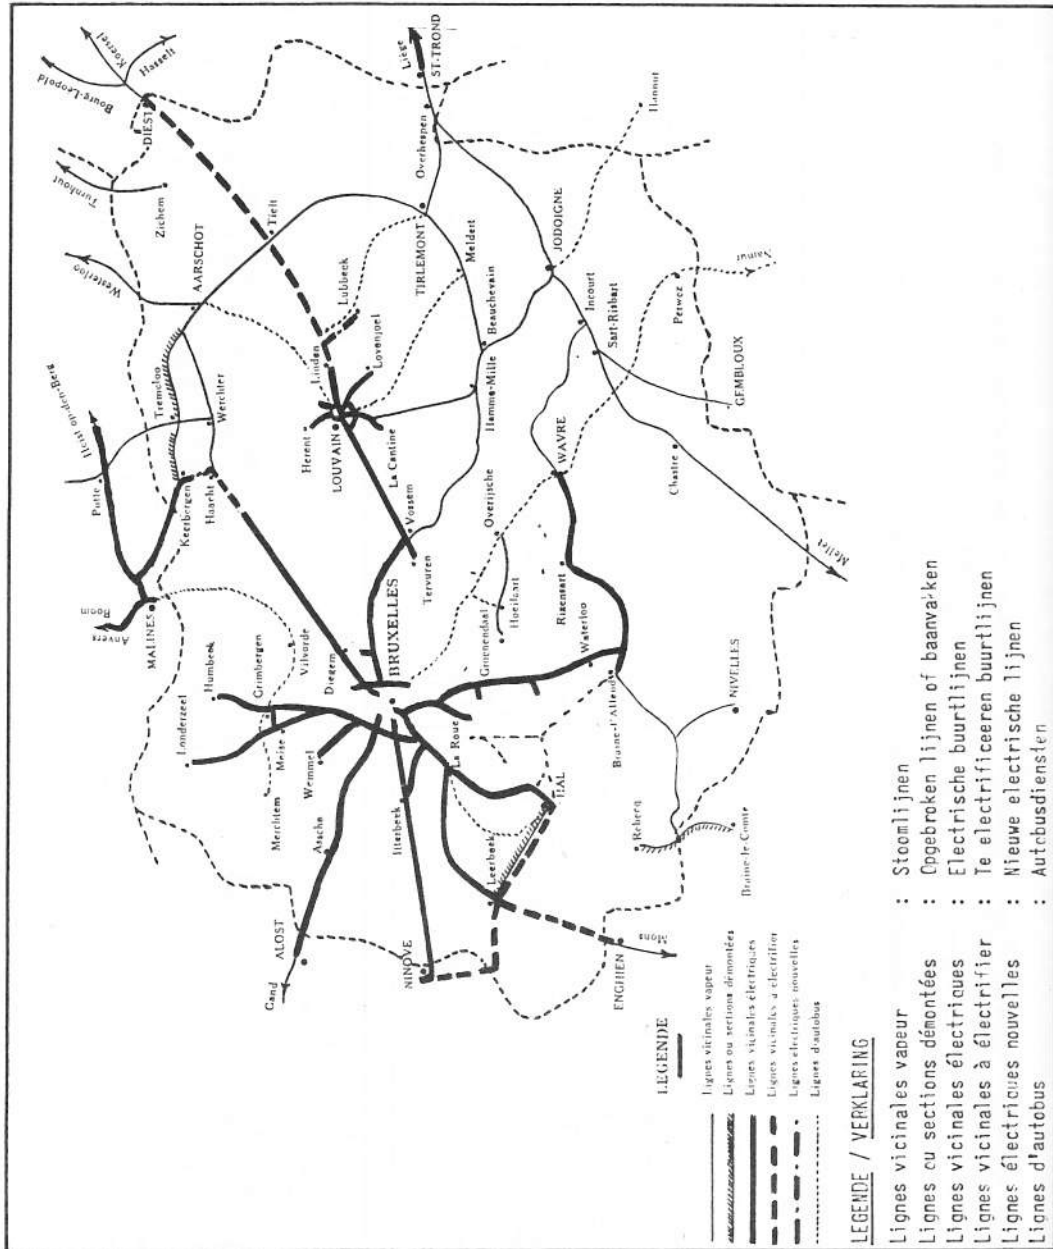 Bourg-Leopold
Koersel
Hasselt
DIEST
Turnhout
Zichem
Westerloo
AARSCHOT
Tielt
Liège
ST-TROND
Overhespen
Hannut
TIRLEMONT
Meldert
Lubbeck
Linden
Lovenjoel
Beauchevain
JODOIGNE
Incourt
Sart-Risbart
Perwez
Namur
GEMBLOUX
Heist op-den-Berg
Tremeloo
Werchter
Putte
Keerbergen
Haacht
Herent
LOUVAIN
La Cantine
Hamme-Mille
Vossem
Tervuren
Overijsche
WAVRE
Chastre
Mellet
Boom
Anvers
MALINES
Humbeek
Grimbergen
Vilvorde
Diegem
BRUXELLES
Groenendaal
Hoeilaart
Rixensart
Waterloo
Londerzeel
Meise
Wemmel
Merchtem
Assche
La Roue
Braine-l'Alleud
NIVELLES
Itterbeek
HAL
Leerbeek
Rebecq
Braine-le-Comte
ALOST
Gand
NINOVE
ENGHIEN
Mons
LEGENDE
Lignes vicinales vapeur
Lignes ou sections démontées
Lignes vicinales électriques
Lignes vicinales a electrifier
Lignes electriques nouvelles
Lignes d'autobus
LEGENDE / VERKLARING
Lignes vicinales vapeur : Stoomlijnen
Lignes ou sections démontées : Opgebroken lijnen of baanvakken
Lignes vicinales électriques : Electrische buurtlijnen
Lignes vicinales à électrifier : Te electrificeeren buurtlijnen
Lignes électriques nouvelles : Nieuwe electrische lijnen
Lignes d'autobus : Autobusdiensten